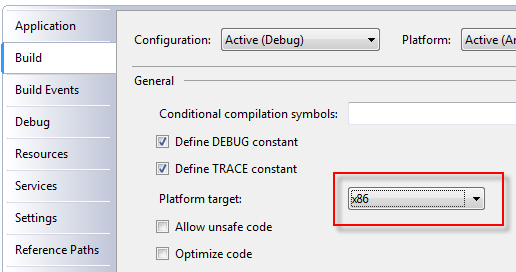 Application
Build
Build Events
Debug
Resources
Services
Settings
Reference Paths
Configuration: Active (Debug) Platform: Active (A
General
Conditional compilation symbols:
Define DEBUG constant
Define TRACE constant
Platform target: x86
Allow unsafe code
Optimize code